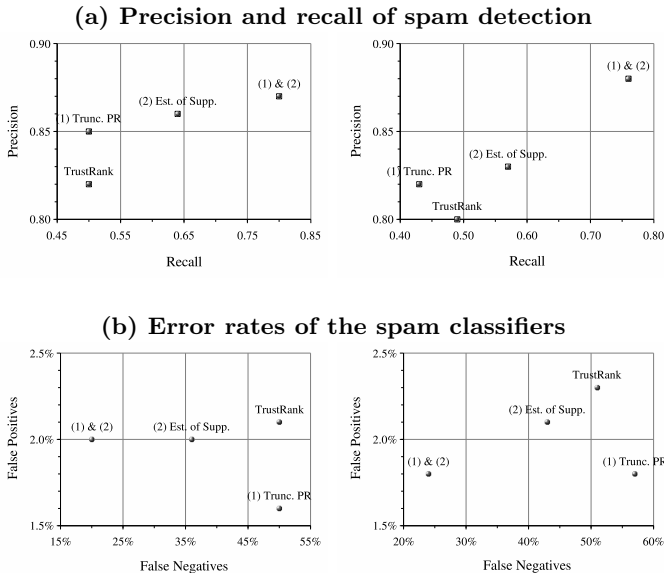 (a) Precision and recall of spam detection
0.90
0.85
0.80
Precision
(1) & (2)
(2) Est. of Supp.
1) Trunc. PR
TrustRank
0.45 0.55 0.65 0.75 0.85
Recall
0.90
0.85
0.80
Precision
(1) & (2)
(2) Est. of Supp.
(1) Trunc. PR
TrustRank
0.40 0.50 0.60 0.70 0.80
Recall
(b) Error rates of the spam classifiers
2.5%
2.0%
1.5%
False Positives
TrustRank
(1) & (2)
(2) Est. of Supp.
(1) Trunc. PR
15% 25% 35% 45% 55%
False Negatives
2.5%
2.0%
1.5%
False Positives
TrustRank
(2) Est. of Supp.
(1) & (2)
(1) Trunc. PR
20% 30% 40% 50% 60%
False Negatives